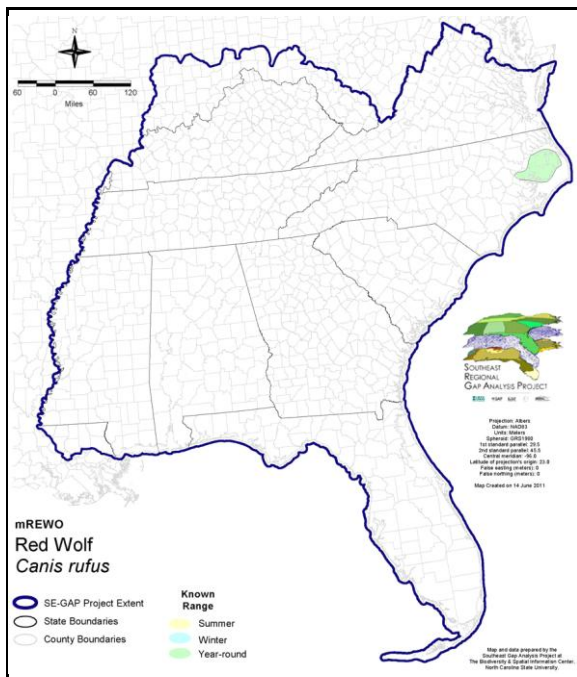 60 0 60 120
Miles
SOUTHEAST
REGIONAL
GAP ANALYSIS PROJECT
Projection: Albers
Datum: NAD83
Units: Meters
Spheroid: GRS1980
1st standard parallel: 29.5
2nd standard parallel: 45.5
Central meridian: -96.0
Latitude of projection's origin: 23.0
False easting (meters): 0
False northing (meters): 0
Map Created on 14 June 2011
mREWO
Red Wolf
Canis rufus
SE-GAP Project Extent
State Boundaries
County Boundaries
Known
Range
Summer
Winter
Year-round
Map and data prepared by the
Southeast Gap Analysis Project at
The Biodiversity & Spatial Information Center,
North Carolina State University.